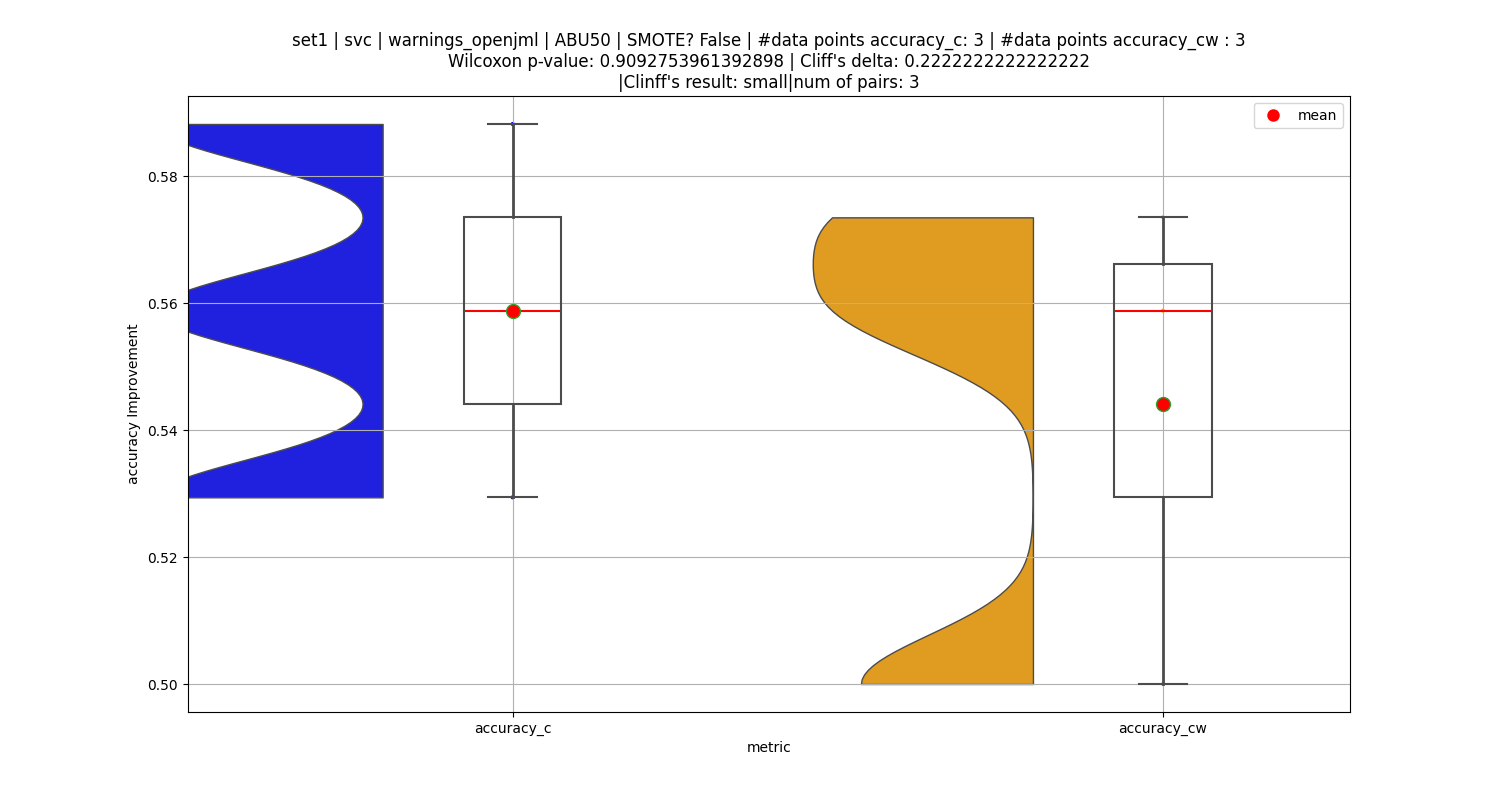 set1 | svc | warnings_openjml | ABU50 | SMOTE? False | #data points accuracy_c: 3 | #data points accuracy_cw : 3
Wilcoxon p-value: 0.9092753961392898 | Cliff's delta: 0.2222222222222222
|Clinff's result: small|num of pairs: 3
mean
0.58
0.56
0.54
0.52
0.50
accuracy Improvement
accuracy_c
accuracy_cw
metric